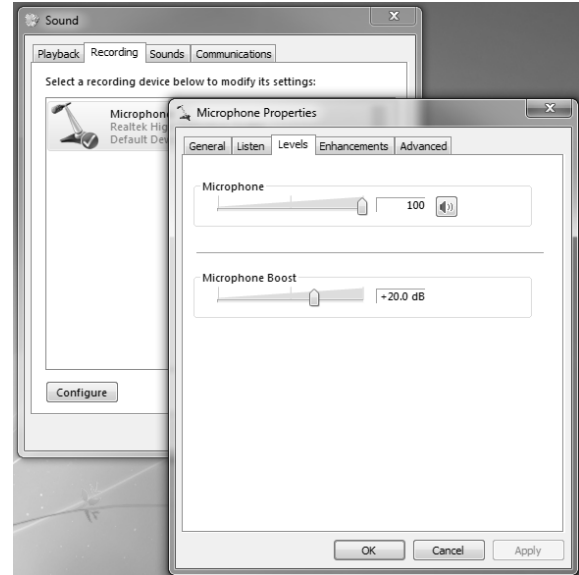 Sound
Playback Recording Sounds Communications
Select a recording device below to modify its settings:
Microphone
Realtek Hig
Default Dev
Configure
Microphone Properties
General Listen Levels Enhancements Advanced
Microphone
100
Microphone Boost
+20.0 dB
OK Cancel Apply